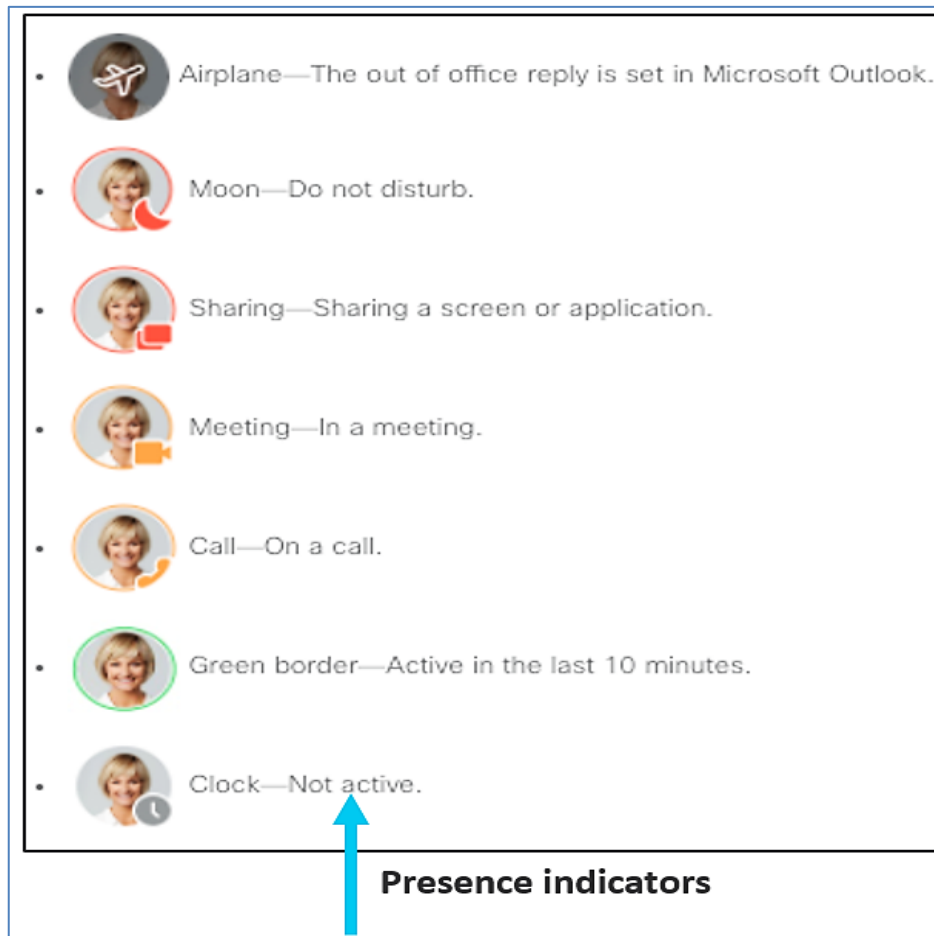 • Airplane—The out of office reply is set in Microsoft Outlook.
• Moon—Do not disturb.
• Sharing—Sharing a screen or application.
• Meeting—In a meeting.
• Call—On a call.
• Green border—Active in the last 10 minutes.
• Clock—Not active.
Presence indicators